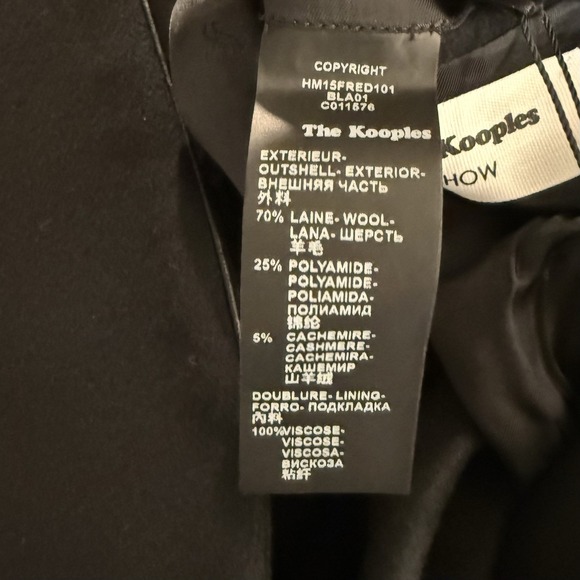 COPYRIGHT
HM15FRED101
BLA01
C011576
The Kooples
EXTERIEUR-
OUTSHELL- EXTERIOR-
ВНЕШНЯЯ ЧАСТЬ
外料
70% LAINE- WOOL-
LANA- ШЕРСТЬ
羊毛
25% POLYAMIDE-
POLYAMIDE-
POLIAMIDA-
ПОЛИАМИД
锦纶
5% CACHEMIRE-
CASHMERE-
CACHEMIRA-
КАШЕМИР
山羊绒
DOUBLURE- LINING-
FORRO- ПОДКЛАДКА
內料
100%VISCOSE-
VISCOSE-
VISCOSA-
ВИСКОЗА
粘纤
Kooples
HOW